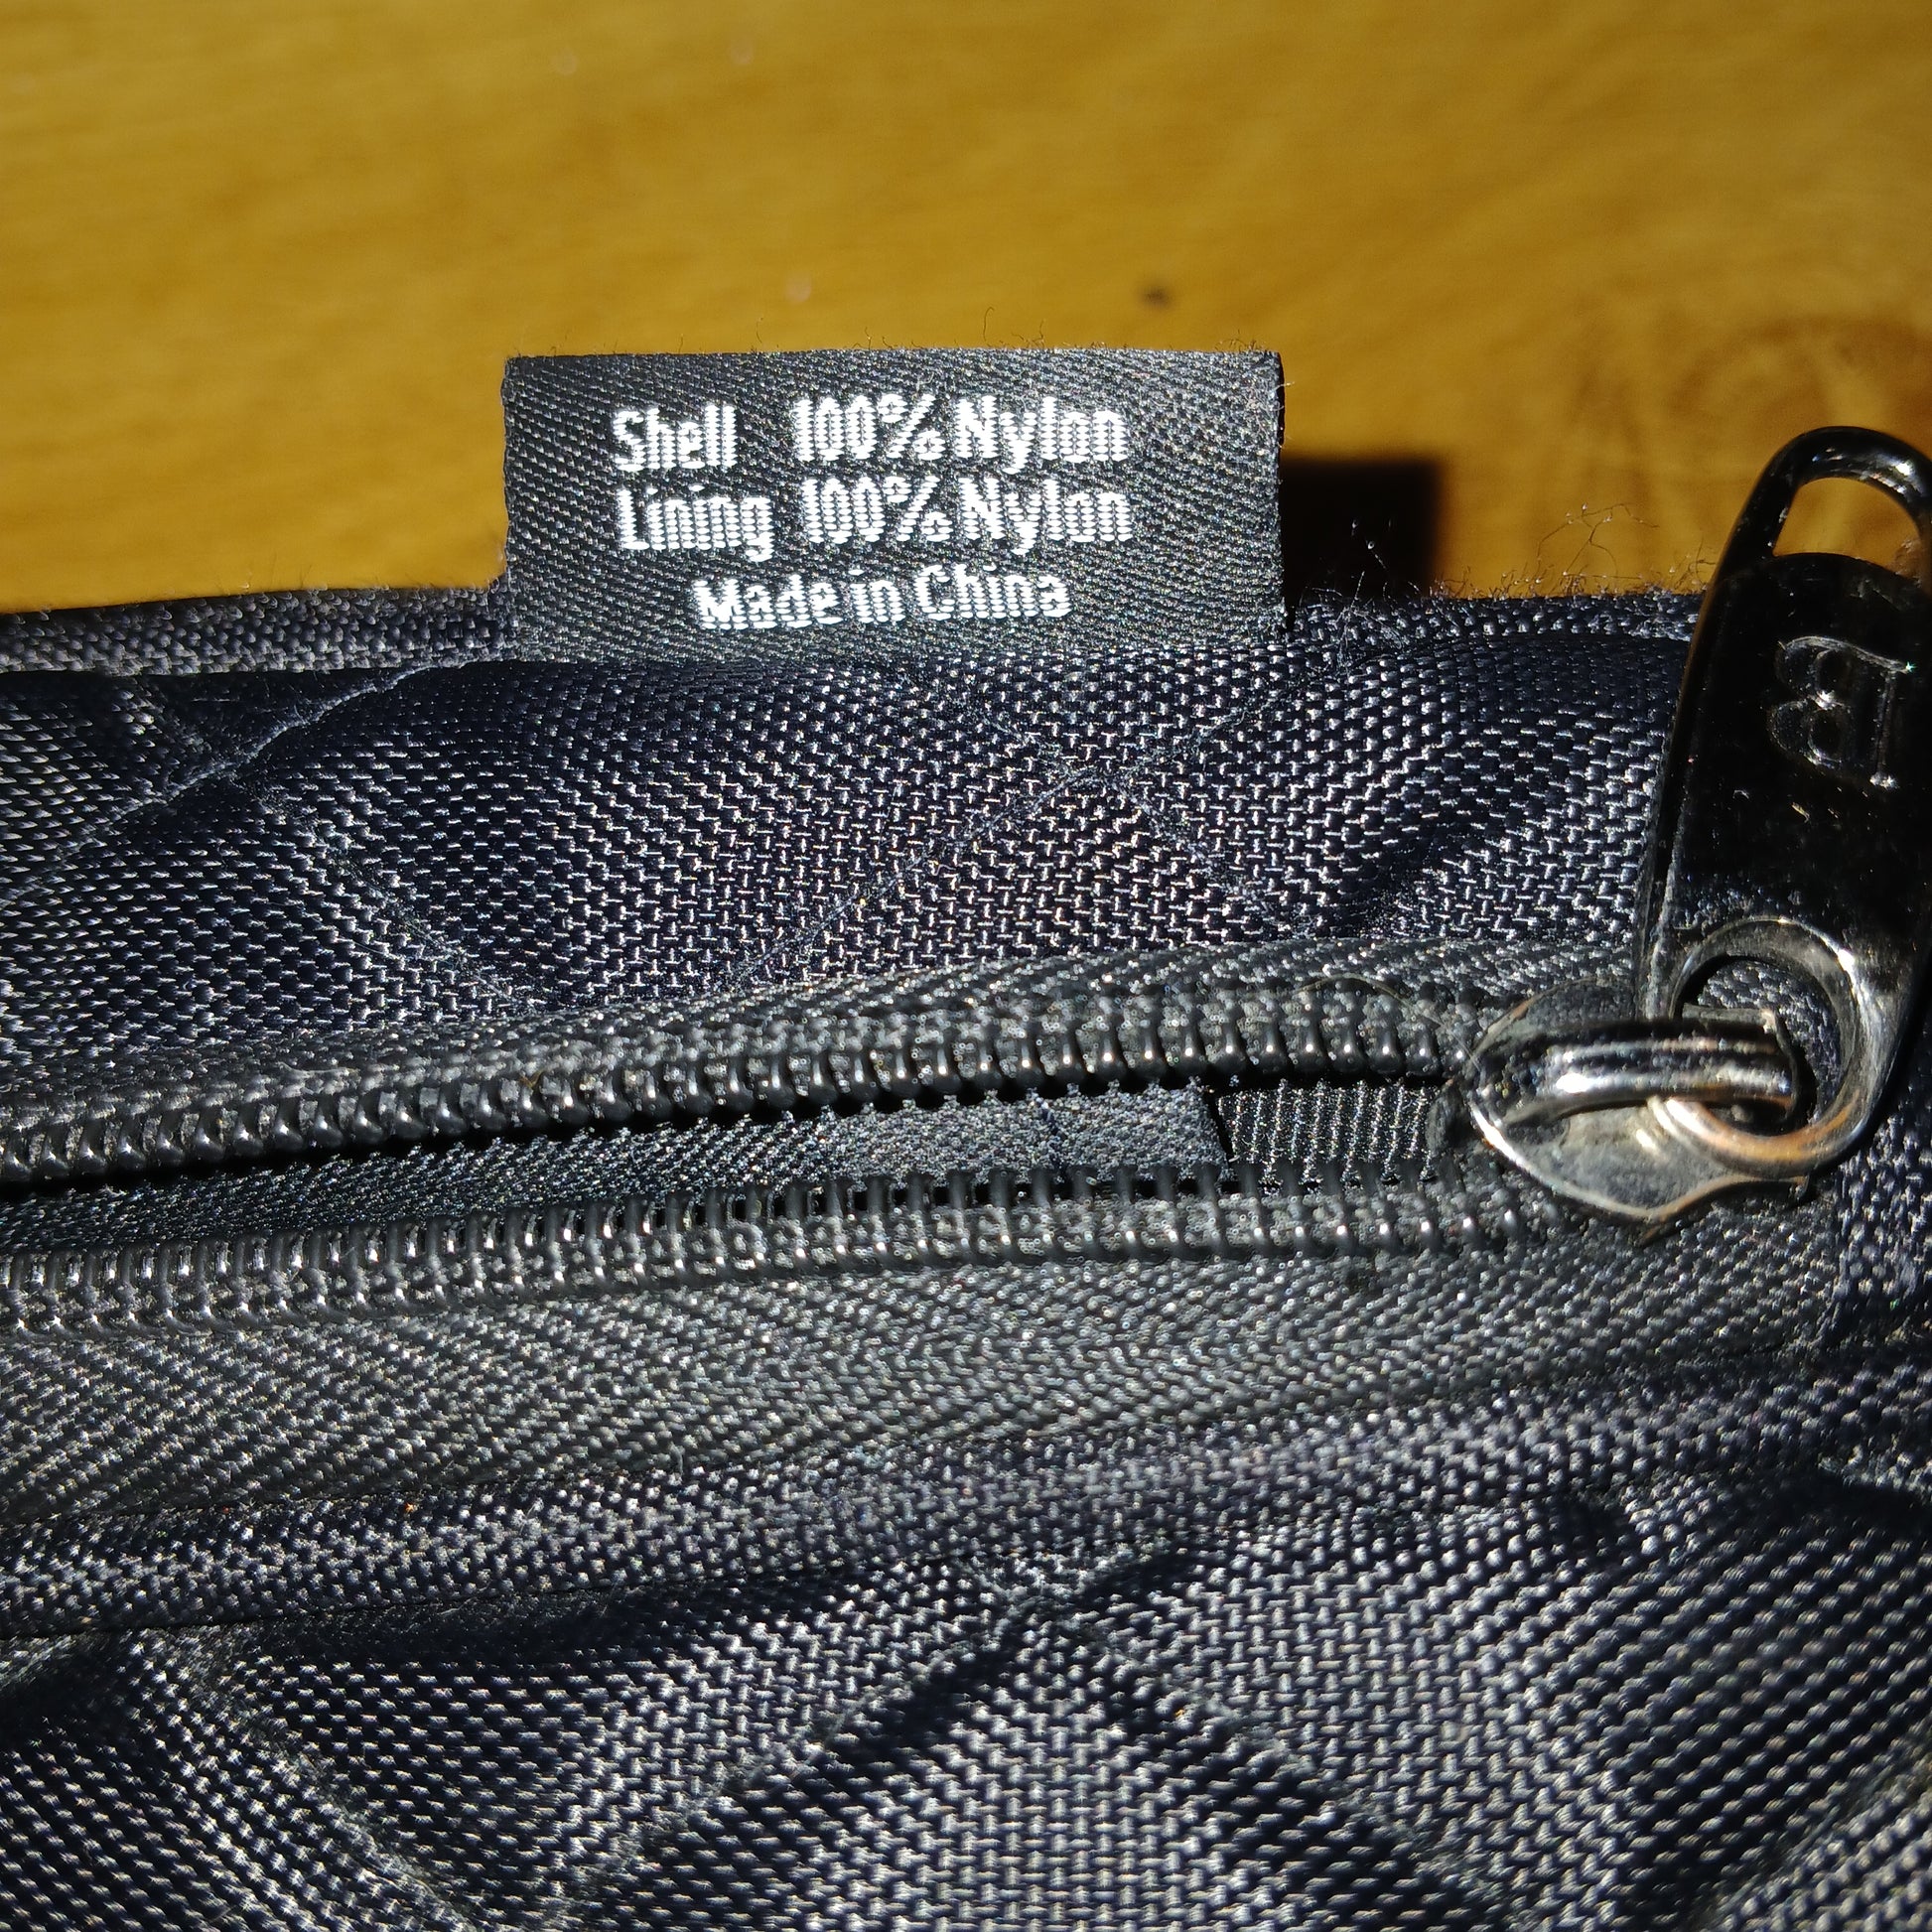 Shell 100% Nylon
Lining 100% Nylon
Made in China
B